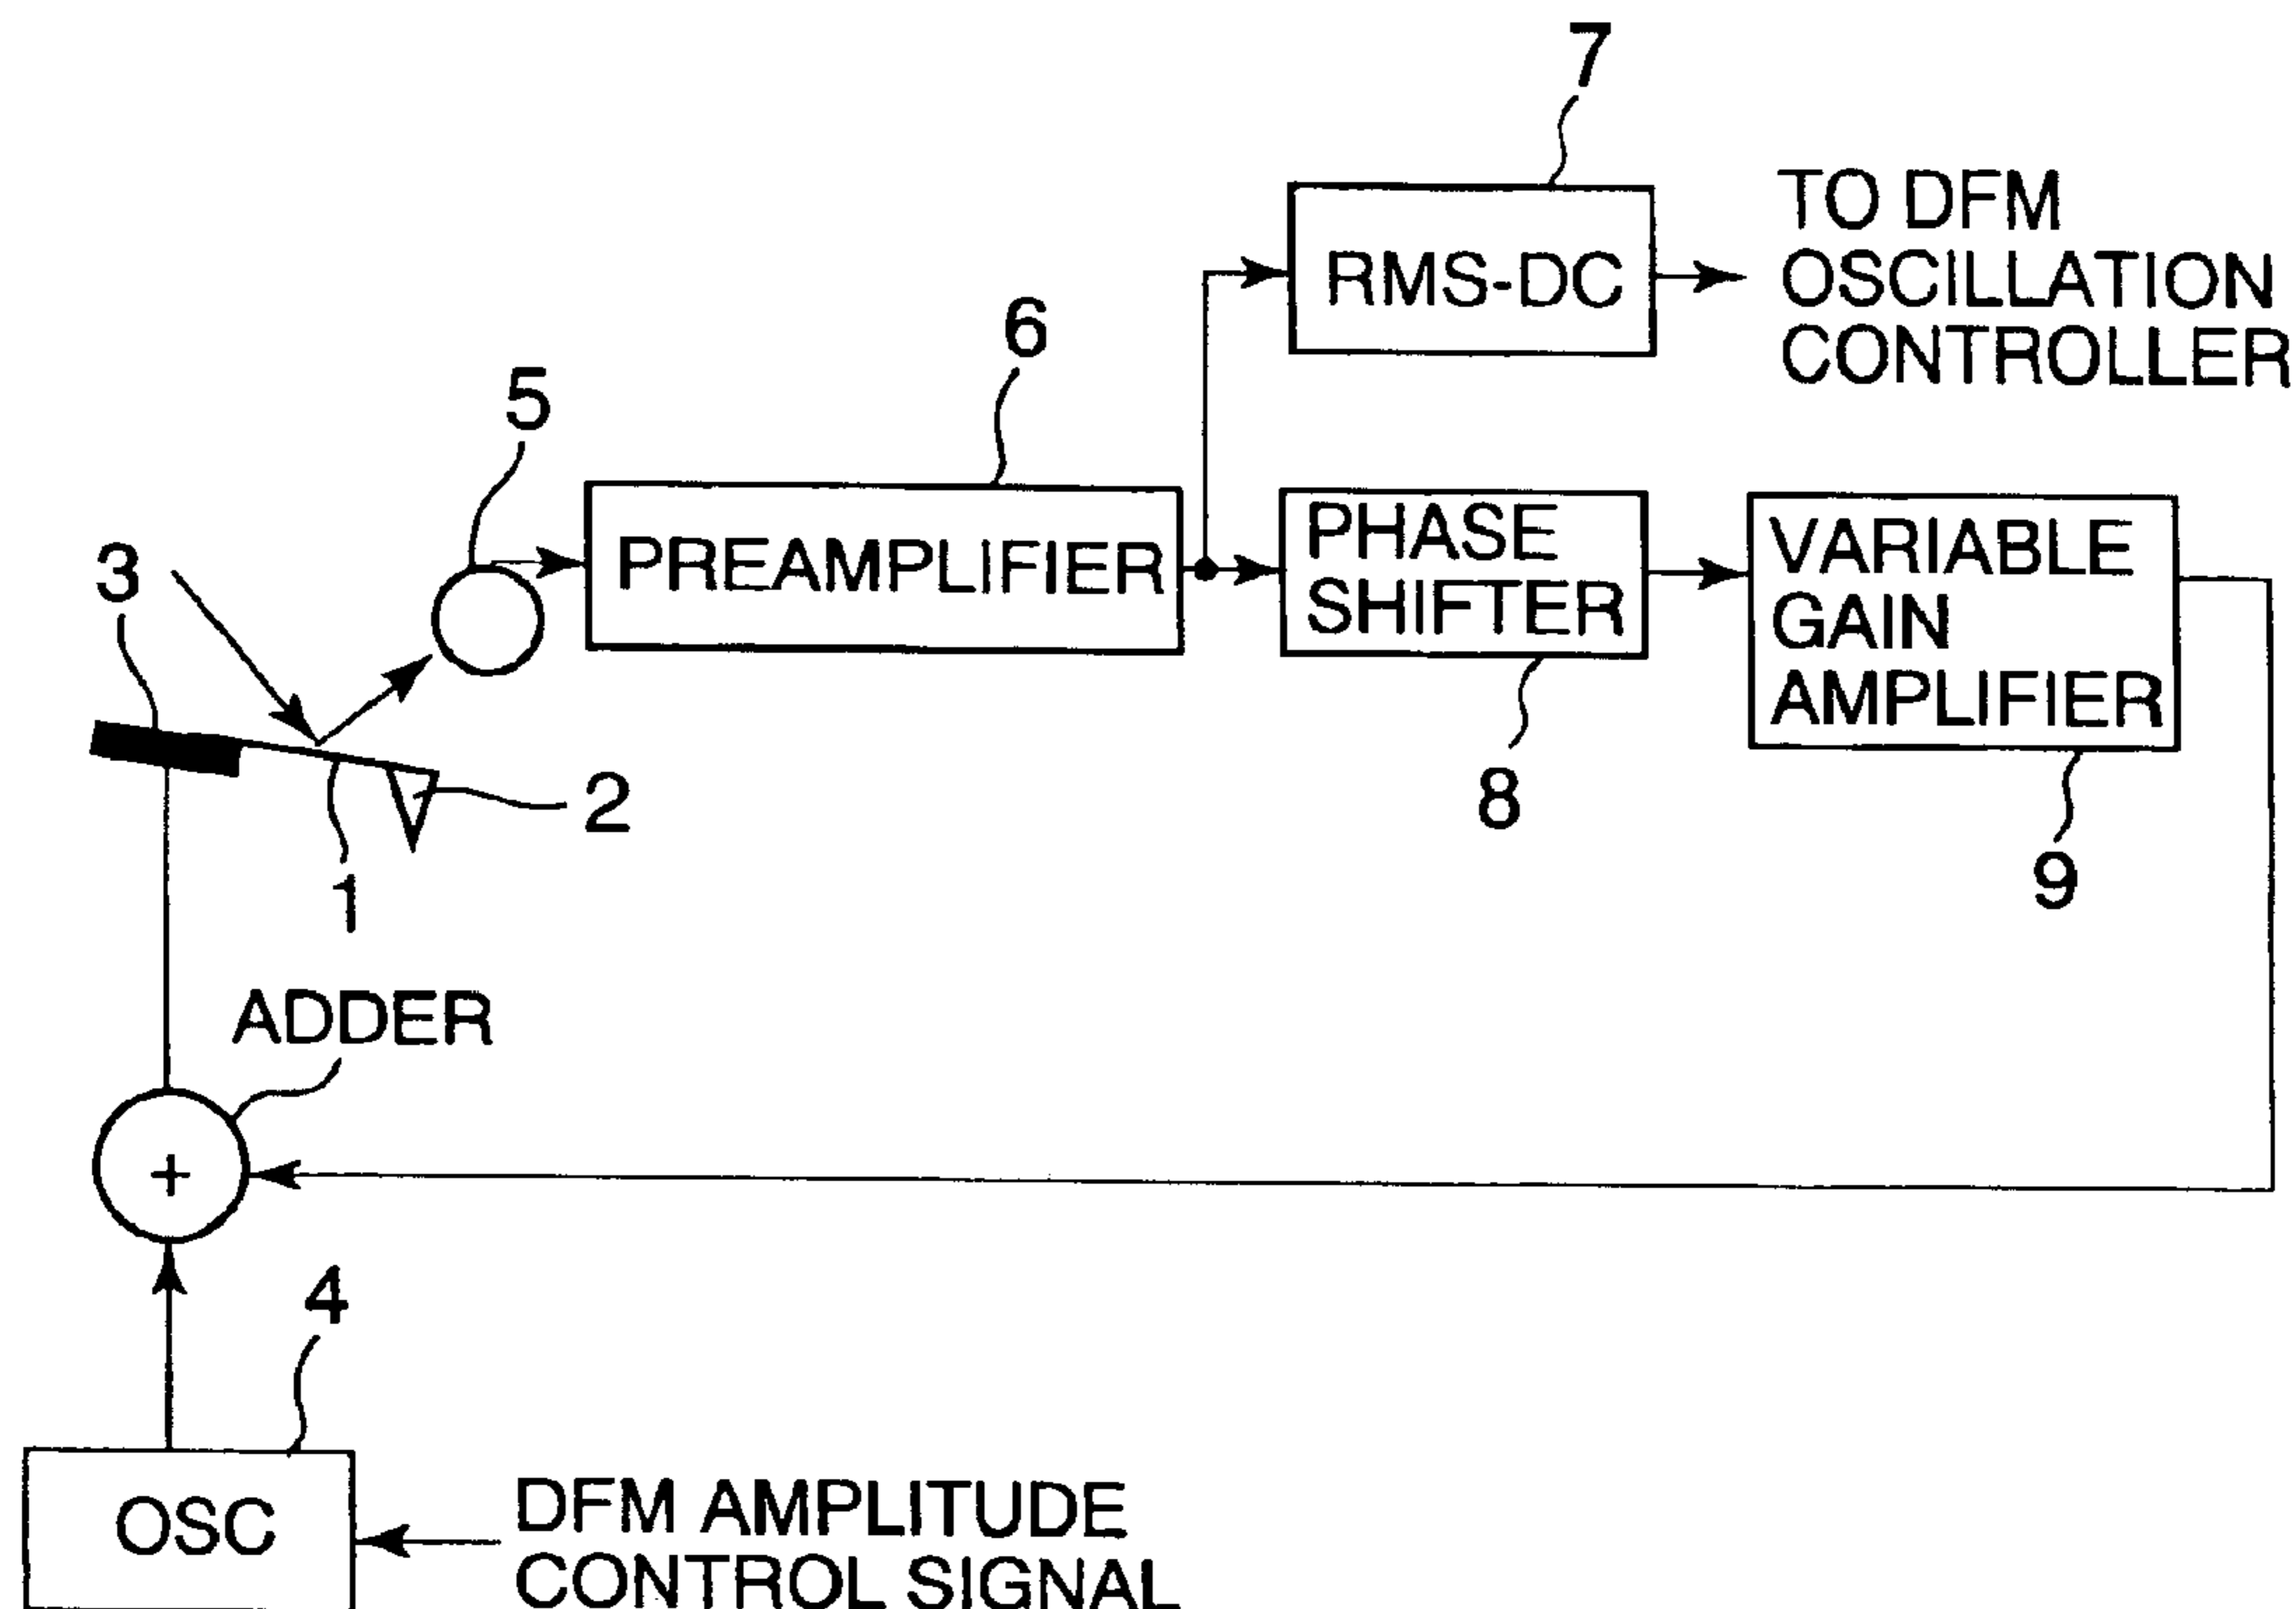 7
TO DFM
OSCILLATION
CONTROLLER
RMS-DC
6
5
PREAMPLIFIER
PHASE
SHIFTER
VARIABLE
GAIN
AMPLIFIER
3
2
8
9
1
ADDER
+
4
OSC
DFM AMPLITUDE
CONTROL SIGNAL